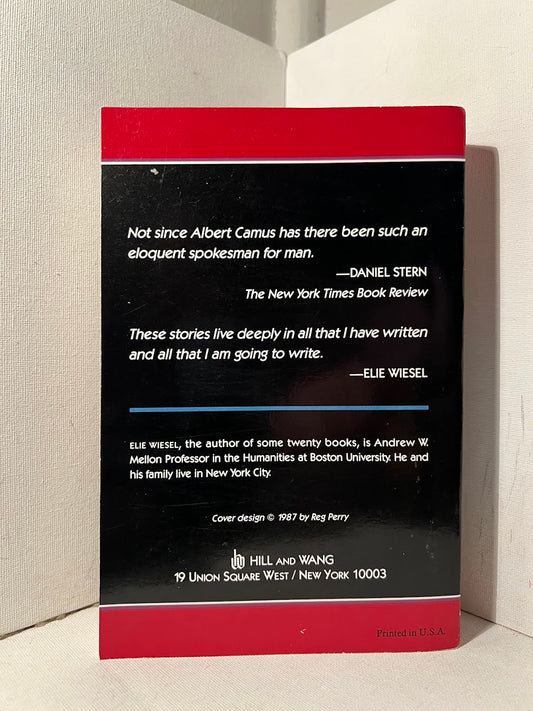 Not since Albert Camus has there been such an
eloquent spokesman for man.
—DANIEL STERN
The New York Times Book Review
These stories live deeply in all that I have written
and all that I am going to write.
—ELIE WIESEL
ELIE WIESEL, the author of some twenty books, is Andrew W.
Mellon Professor in the Humanities at Boston University. He and
his family live in New York City.
Cover design © 1987 by Reg Perry
HILL AND WANG
19 UNION SQUARE WEST / NEW YORK 10003
Printed in U.S.A.